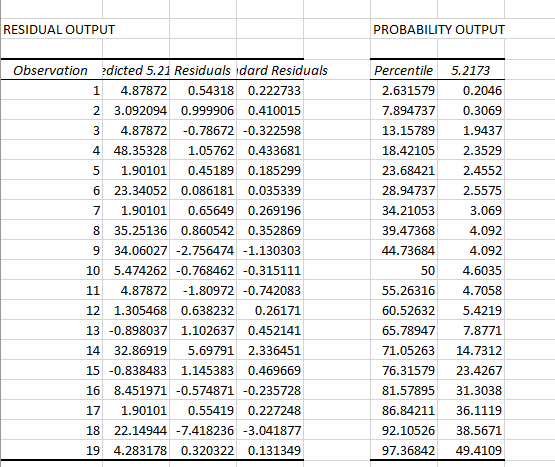 RESIDUAL OUTPUT PROBABILITY OUTPUT
Observation edicted 5.21 Residuals dard Residuals Percentile 5.2173
1 4.87872 0.54318 0.222733 2.631579 0.2046
2 3.092094 0.999906 0.410015 7.894737 0.3069
3 4.87872 -0.78672 -0.322598 13.15789 1.9437
4 48.35328 1.05762 0.433681 18.42105 2.3529
5 1.90101 0.45189 0.185299 23.68421 2.4552
6 23.34052 0.086181 0.035339 28.94737 2.5575
7 1.90101 0.65649 0.269196 34.21053 3.069
8 35.25136 0.860542 0.352869 39.47368 4.092
9 34.06027 -2.756474 -1.130303 44.73684 4.092
10 5.474262 -0.768462 -0.315111 50 4.6035
11 4.87872 -1.80972 -0.742083 55.26316 4.7058
12 1.305468 0.638232 0.26171 60.52632 5.4219
13 -0.898037 1.102637 0.452141 65.78947 7.8771
14 32.86919 5.69791 2.336451 71.05263 14.7312
15 -0.838483 1.145383 0.469669 76.31579 23.4267
16 8.451971 -0.574871 -0.235728 81.57895 31.3038
17 1.90101 0.55419 0.227248 86.84211 36.1119
18 22.14944 -7.418236 -3.041877 92.10526 38.5671
19 4.283178 0.320322 0.131349 97.36842 49.4109